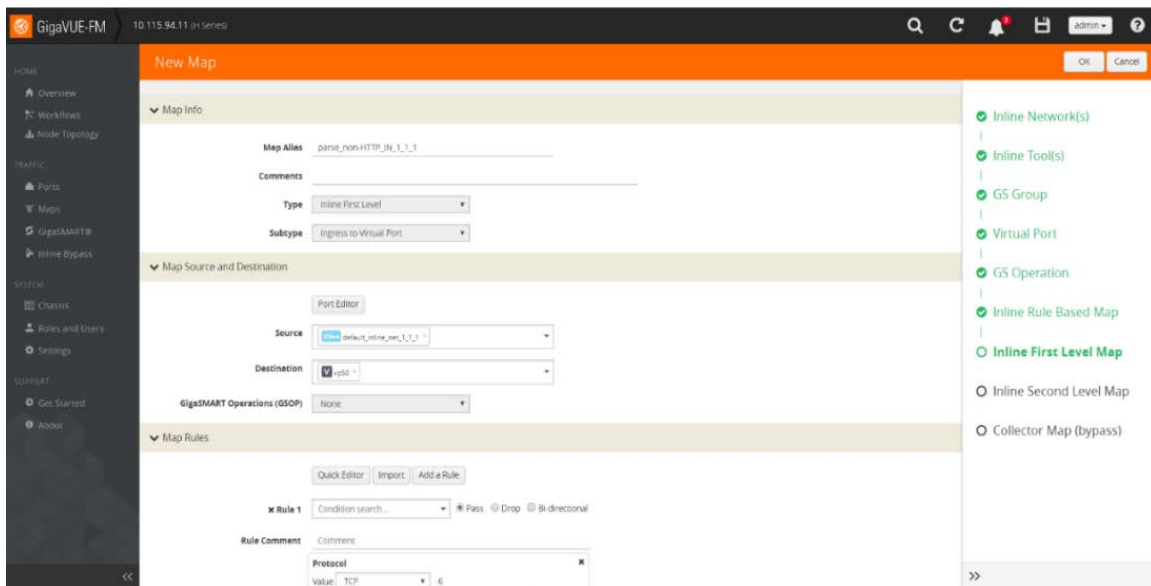 GigaVUE-FM 10.115.94.11 (H Series) admin
New Map OK Cancel
HOME
Overview
Workflows
Node Topology
TRAFFIC
Ports
Maps
GigaSMART®
Inline Bypass
SYSTEM
Chassis
Roles and Users
Settings
SUPPORT
Get Started
About
Map Info
Map Alias parse_non-HTTP_IN_1_1_1
Comments
Type Inline First Level
Subtype Ingress to Virtual Port
Map Source and Destination
Port Editor
Source default_inline_net_1_1_1
Destination V vp50
GigaSMART Operations (GSOP) None
Map Rules
Quick Editor Import Add a Rule
Rule 1 Condition search... Pass Drop Bi-directional
Rule Comment Comment
Protocol
Value TCP 6
Inline Network(s)
Inline Tool(s)
GS Group
Virtual Port
GS Operation
Inline Rule Based Map
Inline First Level Map
Inline Second Level Map
Collector Map (bypass)